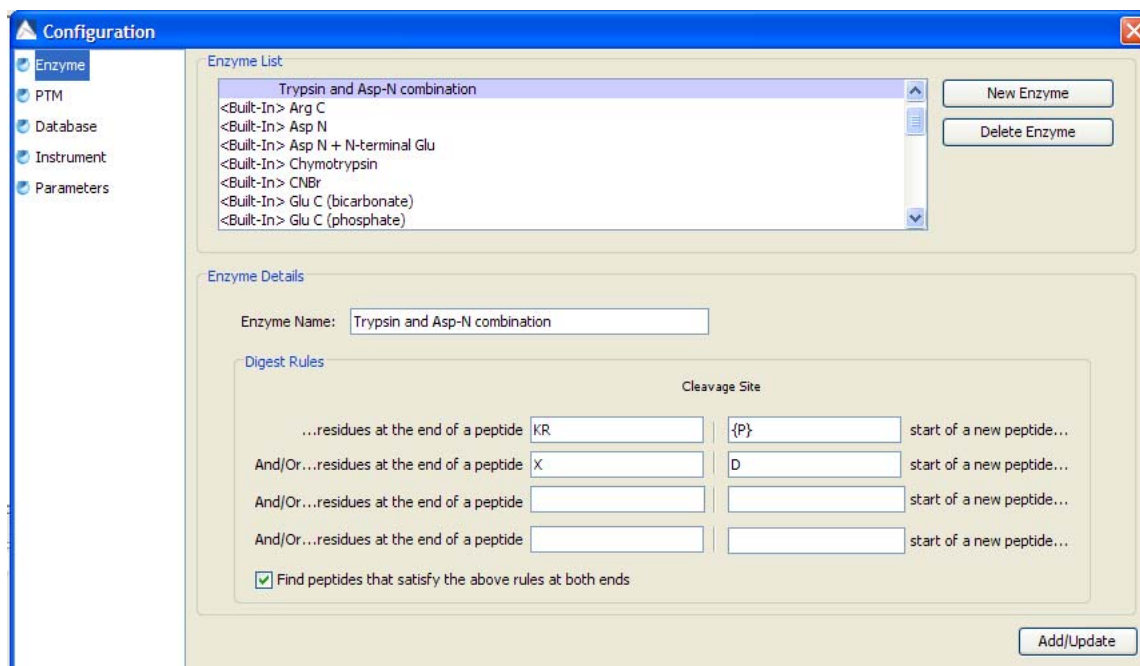 Configuration
Enzyme
PTM
Database
Instrument
Parameters
Enzyme List
Trypsin and Asp-N combination
<Built-In> Arg C
<Built-In> Asp N
<Built-In> Asp N + N-terminal Glu
<Built-In> Chymotrypsin
<Built-In> CNBr
<Built-In> Glu C (bicarbonate)
<Built-In> Glu C (phosphate)
New Enzyme
Delete Enzyme
Enzyme Details
Enzyme Name: Trypsin and Asp-N combination
Digest Rules
Cleavage Site
...residues at the end of a peptide KR {P} start of a new peptide...
And/Or...residues at the end of a peptide X D start of a new peptide...
And/Or...residues at the end of a peptide start of a new peptide...
And/Or...residues at the end of a peptide start of a new peptide...
Find peptides that satisfy the above rules at both ends
Add/Update